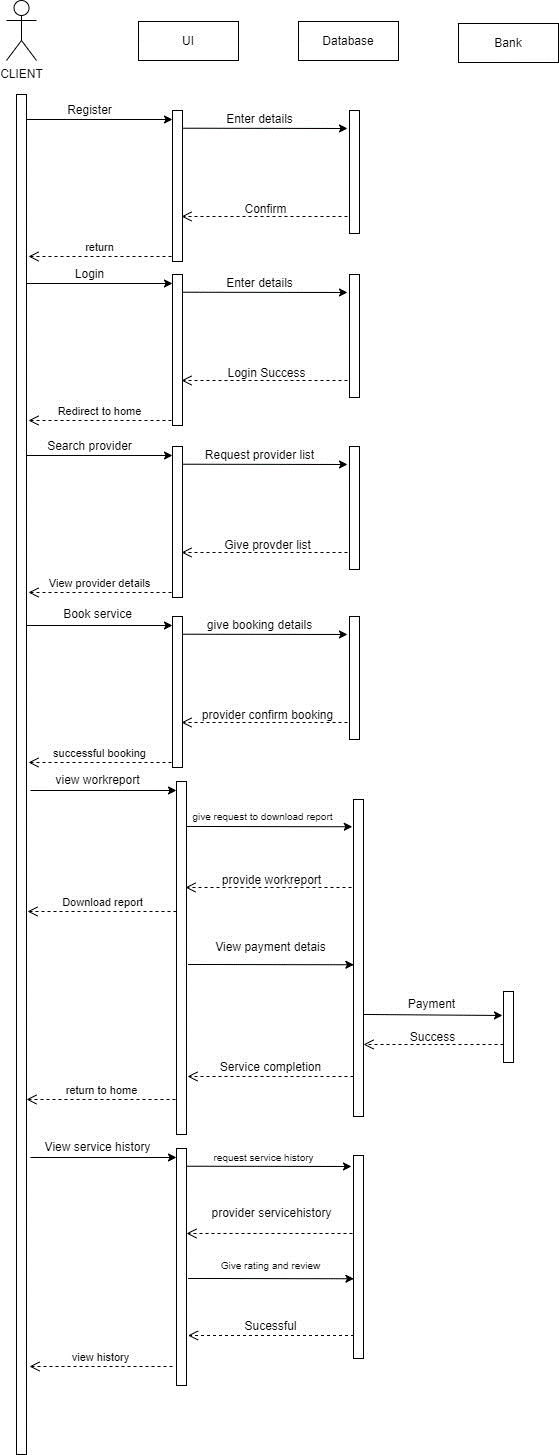 UI
Database
Bank
CLIENT
Register
Enter details
Confirm
return
Login
Enter details
Login Success
Redirect to home
Search provider
Request provider list
Give provder list
View provider details
Book service
give booking details
provider confirm booking
successful booking
view workreport
give request to download report
provide workreport
Download report
View payment detais
Payment
Success
Service completion
return to home
View service history
request service history
provider servicehistory
Give rating and review
Sucessful
view history